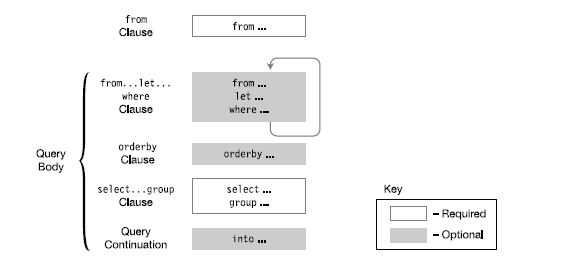 from
Clause
from ...
from...let...
where
Clause
from ...
let ...
where ...
Query
Body
orderby
Clause
orderby ...
select...group
Clause
select ...
group ...
Query
Continuation
into ...
Key
– Required
– Optional